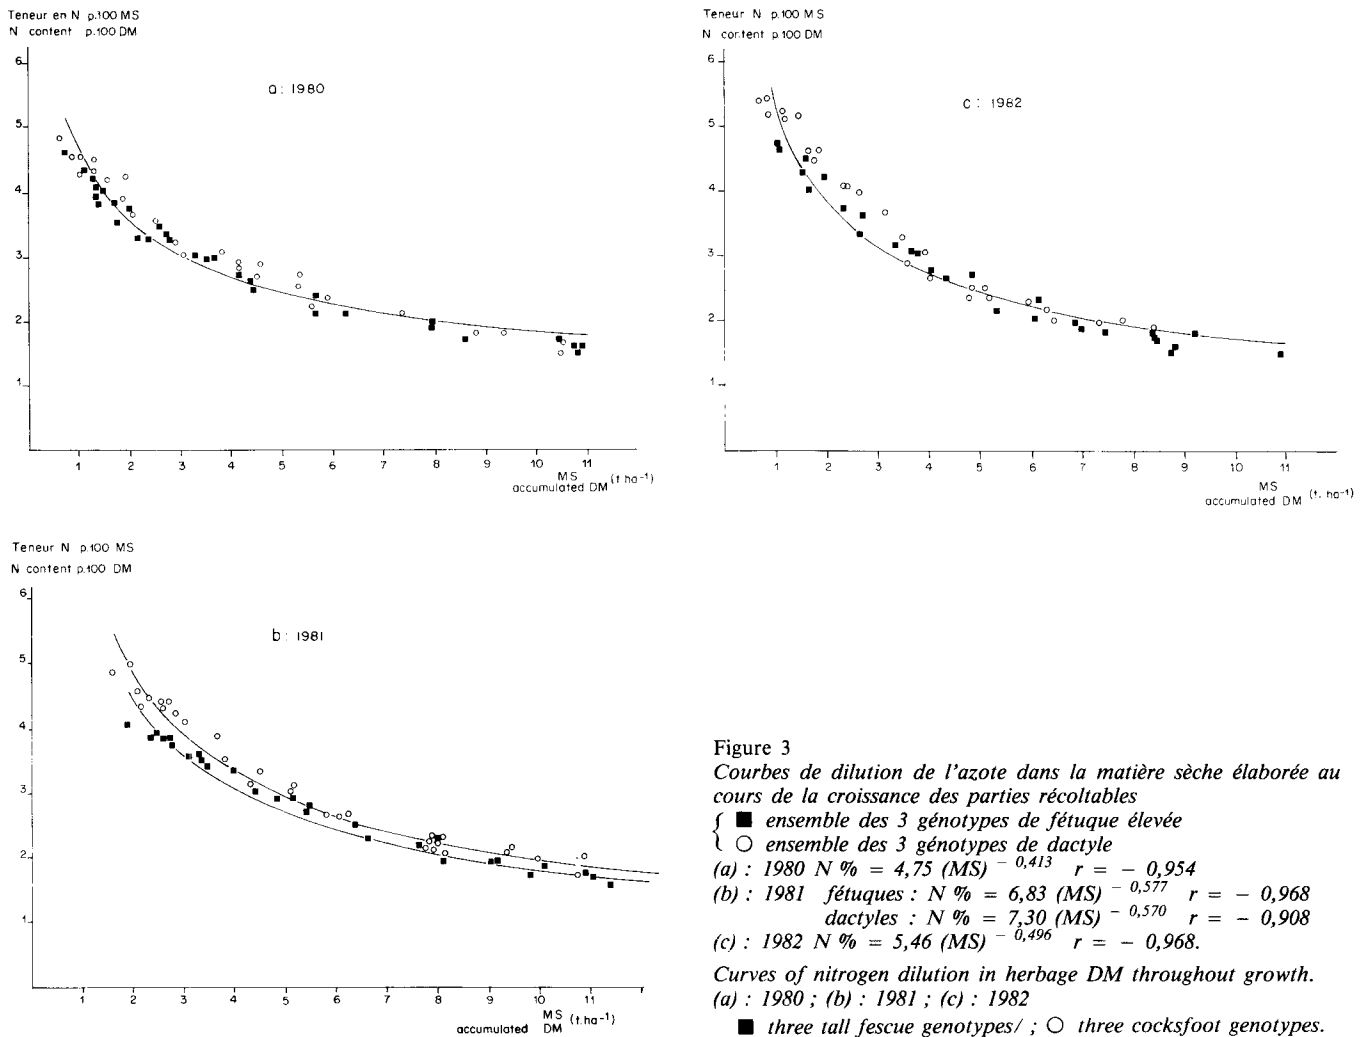 Teneur en N p.100 MS
N content p.100 DM
a: 1980
6
5
4
3
2
1
1 2 3 4 5 6 7 8 9 10 11
MS
accumulated DM (t ha-1)
Teneur N p.100 MS
N content p.100 DM
c: 1982
6
5
4
3
2
1
1 2 3 4 5 6 7 8 9 10 11
MS
accumulated DM (t. ha-1)
Teneur N p.100 MS
N content p.100 DM
b: 1981
6
5
4
3
2
1
1 2 3 4 5 6 7 8 9 10 11
MS
accumulated DM (t.ha-1)
Figure 3
Courbes de dilution de l'azote dans la matière sèche élaborée au
cours de la croissance des parties récoltables
{ ■ ensemble des 3 génotypes de fétuque élevée
○ ensemble des 3 génotypes de dactyle
(a) : 1980 N % = 4,75 (MS) – 0,413 r = – 0,954
(b) : 1981 fétuques : N % = 6,83 (MS) – 0,577 r = – 0,968
dactyles : N % = 7,30 (MS) – 0,570 r = – 0,908
(c) : 1982 N % = 5,46 (MS) – 0,496 r = – 0,968.
Curves of nitrogen dilution in herbage DM throughout growth.
(a) : 1980 ; (b) : 1981 ; (c) : 1982
■ three tall fescue genotypes/ ; ○ three cocksfoot genotypes.